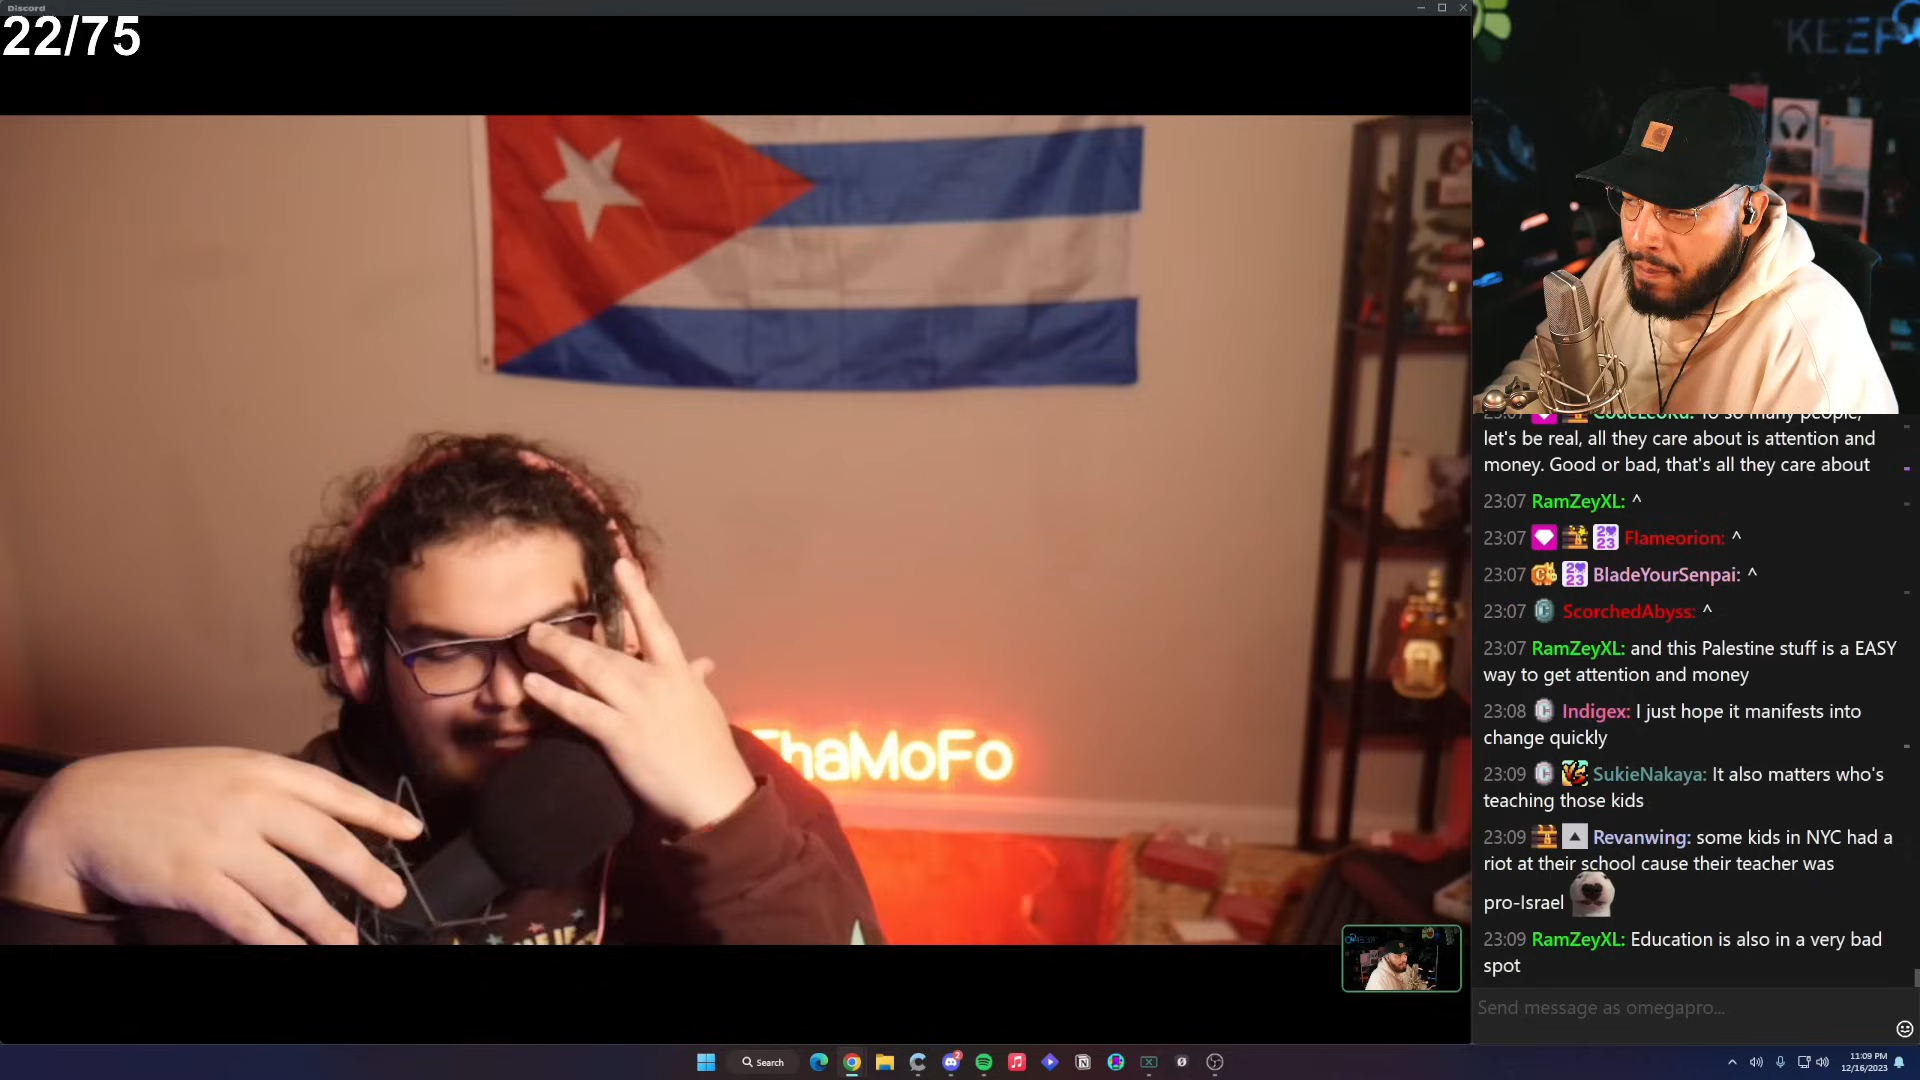 Discord
22/75
KEEP
let's be real, all they care about is attention and
money. Good or bad, that's all they care about
23:07 RamZeyXL: ^
23:07 Flameorion: ^
23:07 BladeYourSenpai: ^
23:07 ScorchedAbyss: ^
23:07 RamZeyXL: and this Palestine stuff is a EASY
way to get attention and money
23:08 Indigex: I just hope it manifests into
change quickly
23:09 SukieNakaya: It also matters who's
teaching those kids
23:09 Revanwing: some kids in NYC had a
riot at their school cause their teacher was
pro-Israel
23:09 RamZeyXL: Education is also in a very bad
spot
Send message as omegapro...
ThaMoFo
Search
11:09 PM
12/16/2023